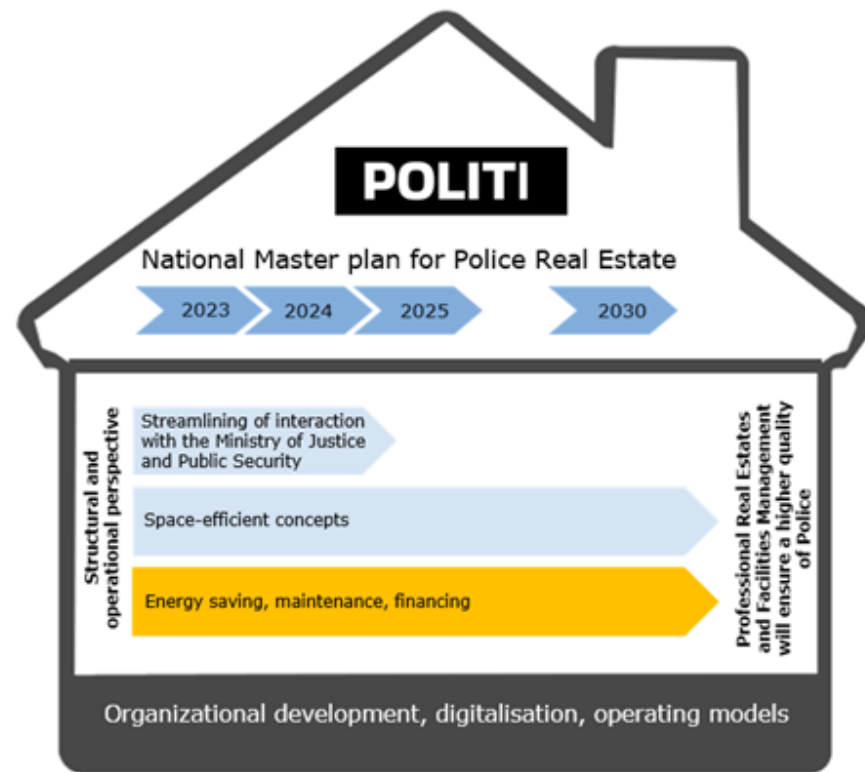 POLITI
National Master plan for Police Real Estate
2023 2024 2025 2030
Structural and
operational perspective
Streamlining of interaction
with the Ministry of Justice
and Public Security
Space-efficient concepts
Energy saving, maintenance, financing
Professional Real Estates
and Facilities Management
will ensure a higher quality
of Police
Organizational development, digitalisation, operating models